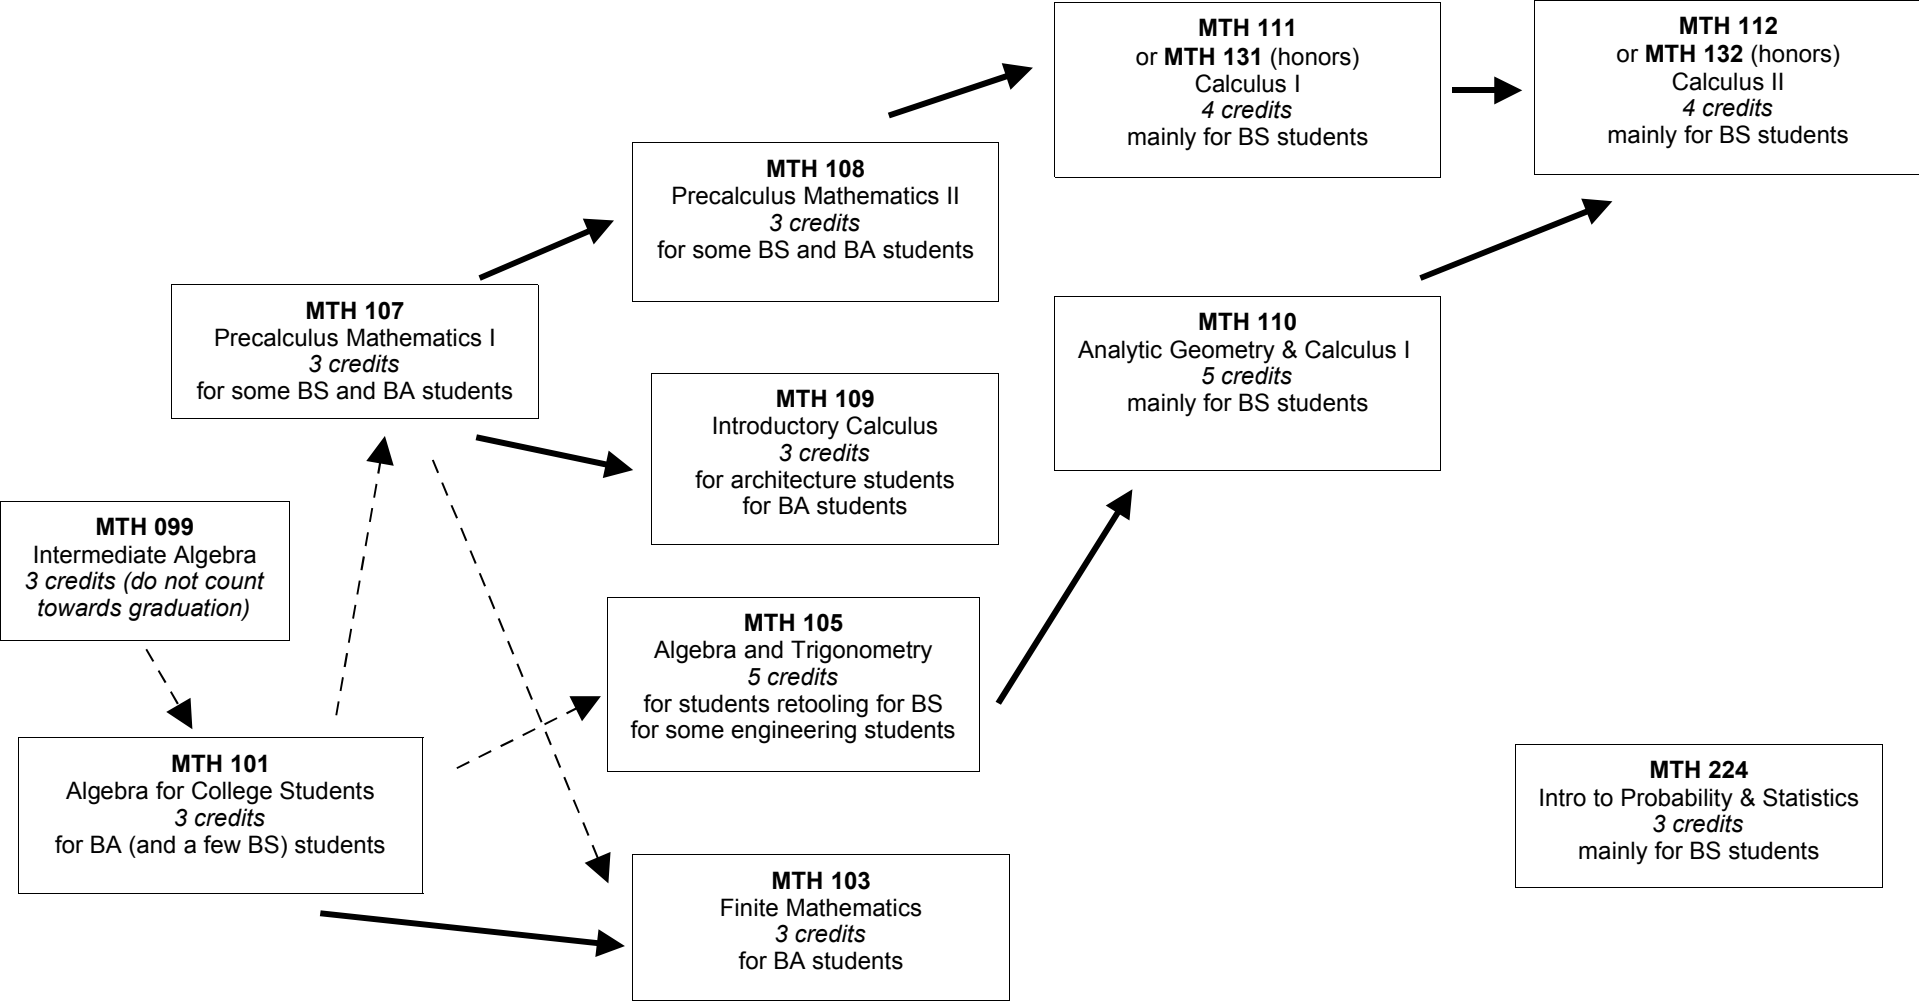 MTH 111
or MTH 131 (honors)
Calculus I
4 credits
mainly for BS students
MTH 112
or MTH 132 (honors)
Calculus II
4 credits
mainly for BS students
MTH 108
Precalculus Mathematics II
3 credits
for some BS and BA students
MTH 107
Precalculus Mathematics I
3 credits
for some BS and BA students
MTH 110
Analytic Geometry & Calculus I
5 credits
mainly for BS students
MTH 109
Introductory Calculus
3 credits
for architecture students
for BA students
MTH 099
Intermediate Algebra
3 credits (do not count
towards graduation)
MTH 105
Algebra and Trigonometry
5 credits
for students retooling for BS
for some engineering students
MTH 101
Algebra for College Students
3 credits
for BA (and a few BS) students
MTH 224
Intro to Probability & Statistics
3 credits
mainly for BS students
MTH 103
Finite Mathematics
3 credits
for BA students